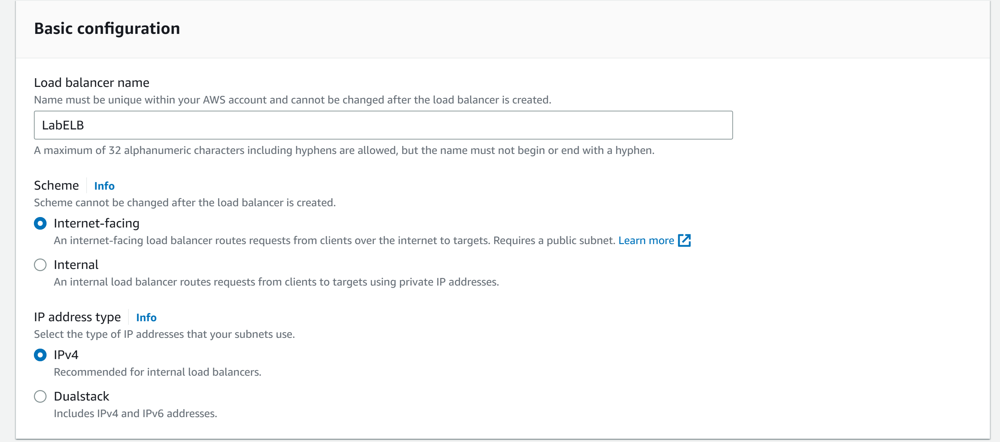 Basic configuration
Load balancer name
Name must be unique within your AWS account and cannot be changed after the load balancer is created.
LabELB
A maximum of 32 alphanumeric characters including hyphens are allowed, but the name must not begin or end with a hyphen.
Scheme Info
Scheme cannot be changed after the load balancer is created.
Internet-facing
An internet-facing load balancer routes requests from clients over the internet to targets. Requires a public subnet. Learn more
Internal
An internal load balancer routes requests from clients to targets using private IP addresses.
IP address type Info
Select the type of IP addresses that your subnets use.
IPv4
Recommended for internal load balancers.
Dualstack
Includes IPv4 and IPv6 addresses.